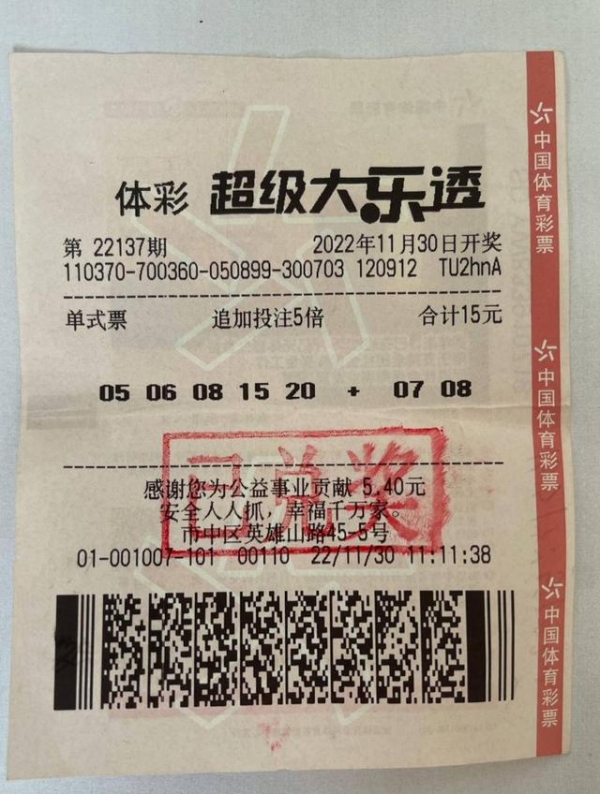 体彩 超级大乐透
第 22137期 2022年11月30日开奖
110370-700360-050899-300703 120912 TU2hnA
单式票 追加投注5倍 合计15元
05 06 08 15 20 + 07 08
已兑奖
感谢您为公益事业贡献 5.40元
安全人人抓，幸福千万家。
市中区英雄山路45-5号
01-001007-101 00110 22/11/30 11:11:38
中国体育彩票
中国体育彩票
中国体育彩票